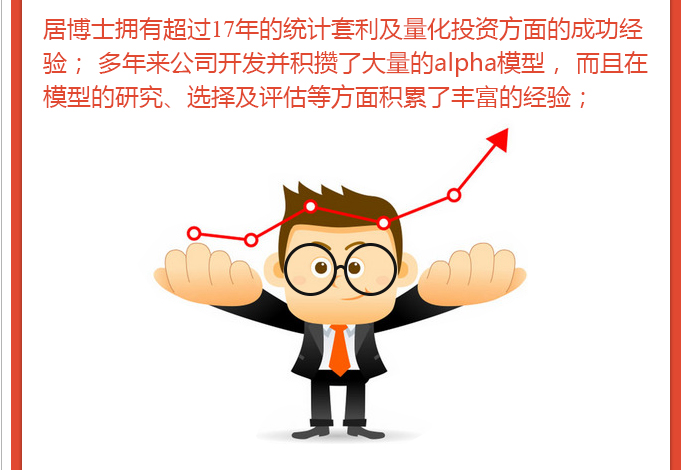 居博士拥有超过17年的统计套利及量化投资方面的成功经
验； 多年来公司开发并积攒了大量的alpha模型， 而且在
模型的研究、选择及评估等方面积累了丰富的经验；